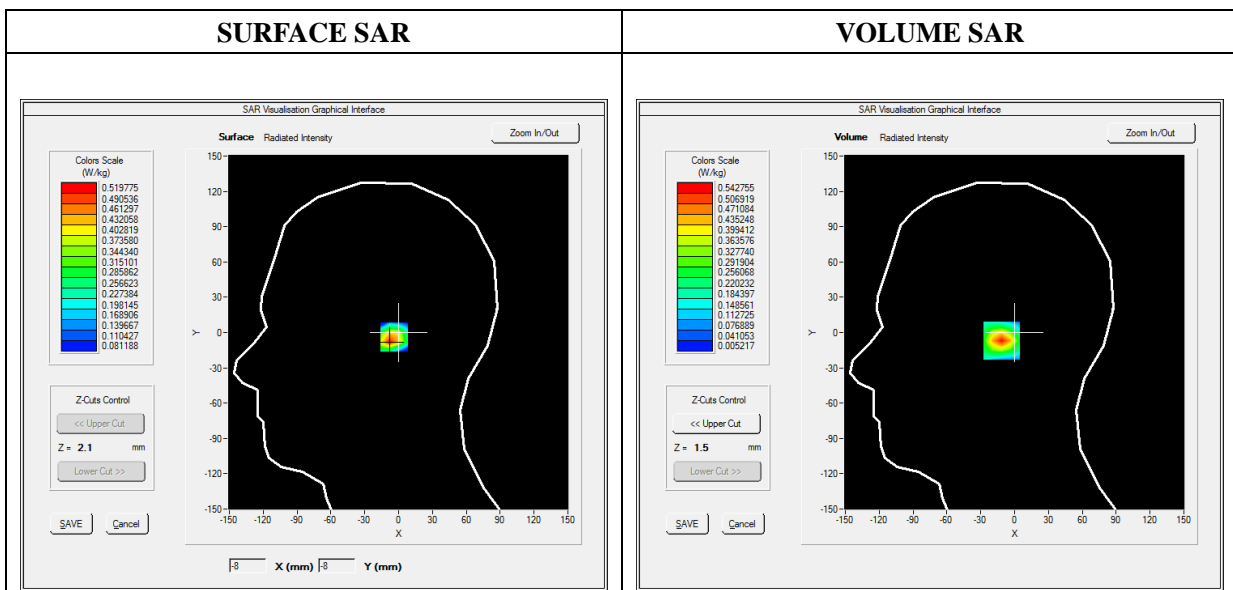 SURFACE SAR
VOLUME SAR
SAR Visualisation Graphical Interface
Surface Radiated Intensity
Zoom In/Out
Colors Scale
(W/kg)
0.519775
0.490536
0.461297
0.432058
0.402819
0.373580
0.344340
0.315101
0.285862
0.256623
0.227384
0.198145
0.168906
0.139667
0.110427
0.081188
Z-Cuts Control
<< Upper Cut
Z = 2.1 mm
Lower Cut >>
SAVE Cancel
150
120
90
60
30
0
-30
-60
-90
-120
-150
Y
-150 -120 -90 -60 -30 0 30 60 90 120 150
X
-8 X (mm) -8 Y (mm)
SAR Visualisation Graphical Interface
Volume Radiated Intensity
Zoom In/Out
Colors Scale
(W/kg)
0.542755
0.506919
0.471084
0.435248
0.399412
0.363576
0.327740
0.291904
0.256068
0.220232
0.184397
0.148561
0.112725
0.076889
0.041053
0.005217
Z-Cuts Control
<< Upper Cut
Z = 1.5 mm
Lower Cut >>
SAVE Cancel
150
120
90
60
30
0
-30
-60
-90
-120
-150
Y
-150 -120 -90 -60 -30 0 30 60 90 120 150
X